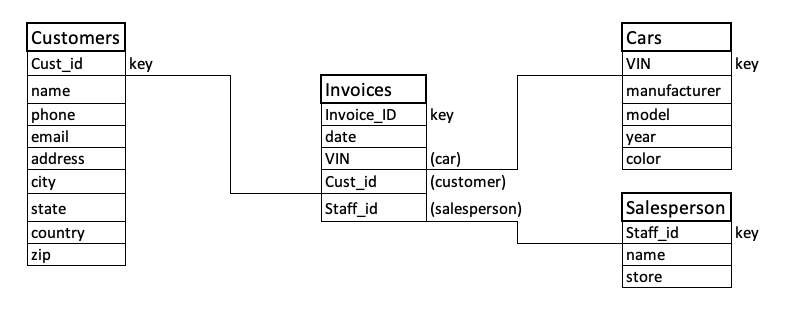 Customers
Cust_id key
name
phone
email
address
city
state
country
zip
Invoices
Invoice_ID key
date
VIN (car)
Cust_id (customer)
Staff_id (salesperson)
Cars
VIN key
manufacturer
model
year
color
Salesperson
Staff_id key
name
store